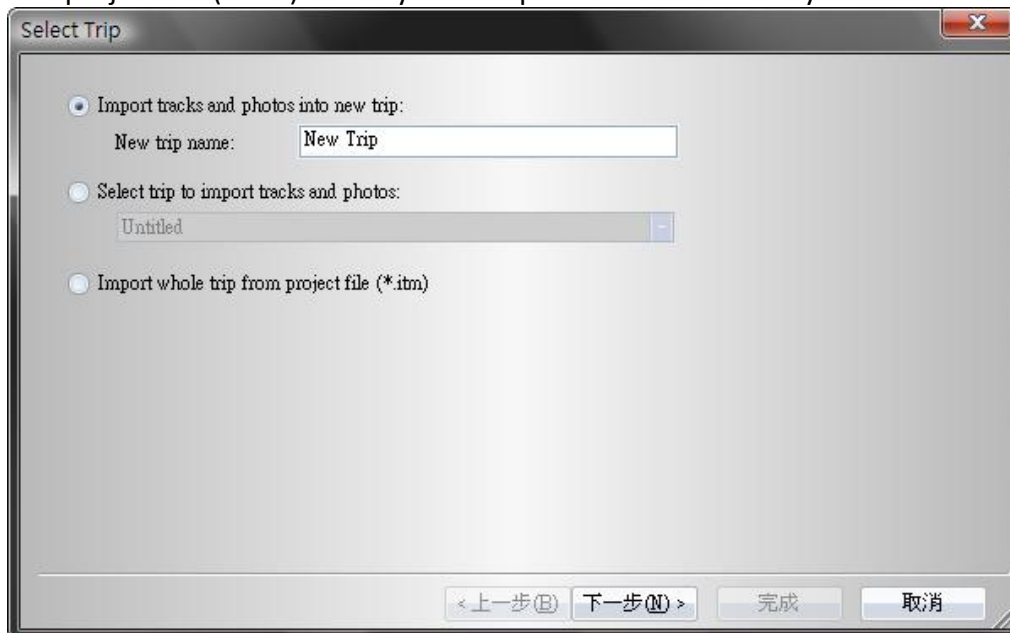 Select Trip
Import tracks and photos into new trip:
New trip name: New Trip
Select trip to import tracks and photos:
Untitled
Import whole trip from project file (*.itm)
<上一步(B) 下一步(N)> 完成 取消